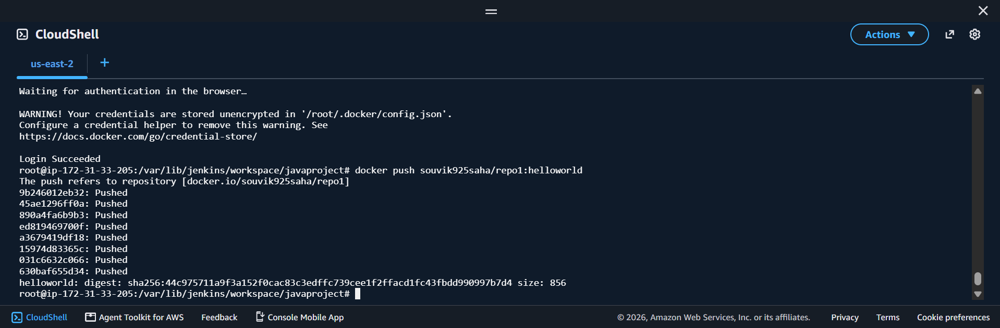 CloudShell
Actions
us-east-2
+
Waiting for authentication in the browser…
WARNING! Your credentials are stored unencrypted in '/root/.docker/config.json'.
Configure a credential helper to remove this warning. See
https://docs.docker.com/go/credential-store/
Login Succeeded
root@ip-172-31-33-205:/var/lib/jenkins/workspace/javaproject# docker push souvik925saha/repo1:helloworld
The push refers to repository [docker.io/souvik925saha/repo1]
9b246012eb32: Pushed
45ae1296ff0a: Pushed
890a4fa6b9b3: Pushed
ed819469700f: Pushed
a3679419df18: Pushed
15974d83365c: Pushed
031c6632c066: Pushed
630baf655d34: Pushed
helloworld: digest: sha256:44c975711a9f3a152f0cac83c3edffc739cee1f2ffacd1fc43fbdd990997b7d4 size: 856
root@ip-172-31-33-205:/var/lib/jenkins/workspace/javaproject#
CloudShell Agent Toolkit for AWS Feedback Console Mobile App © 2026, Amazon Web Services, Inc. or its affiliates. Privacy Terms Cookie preferences